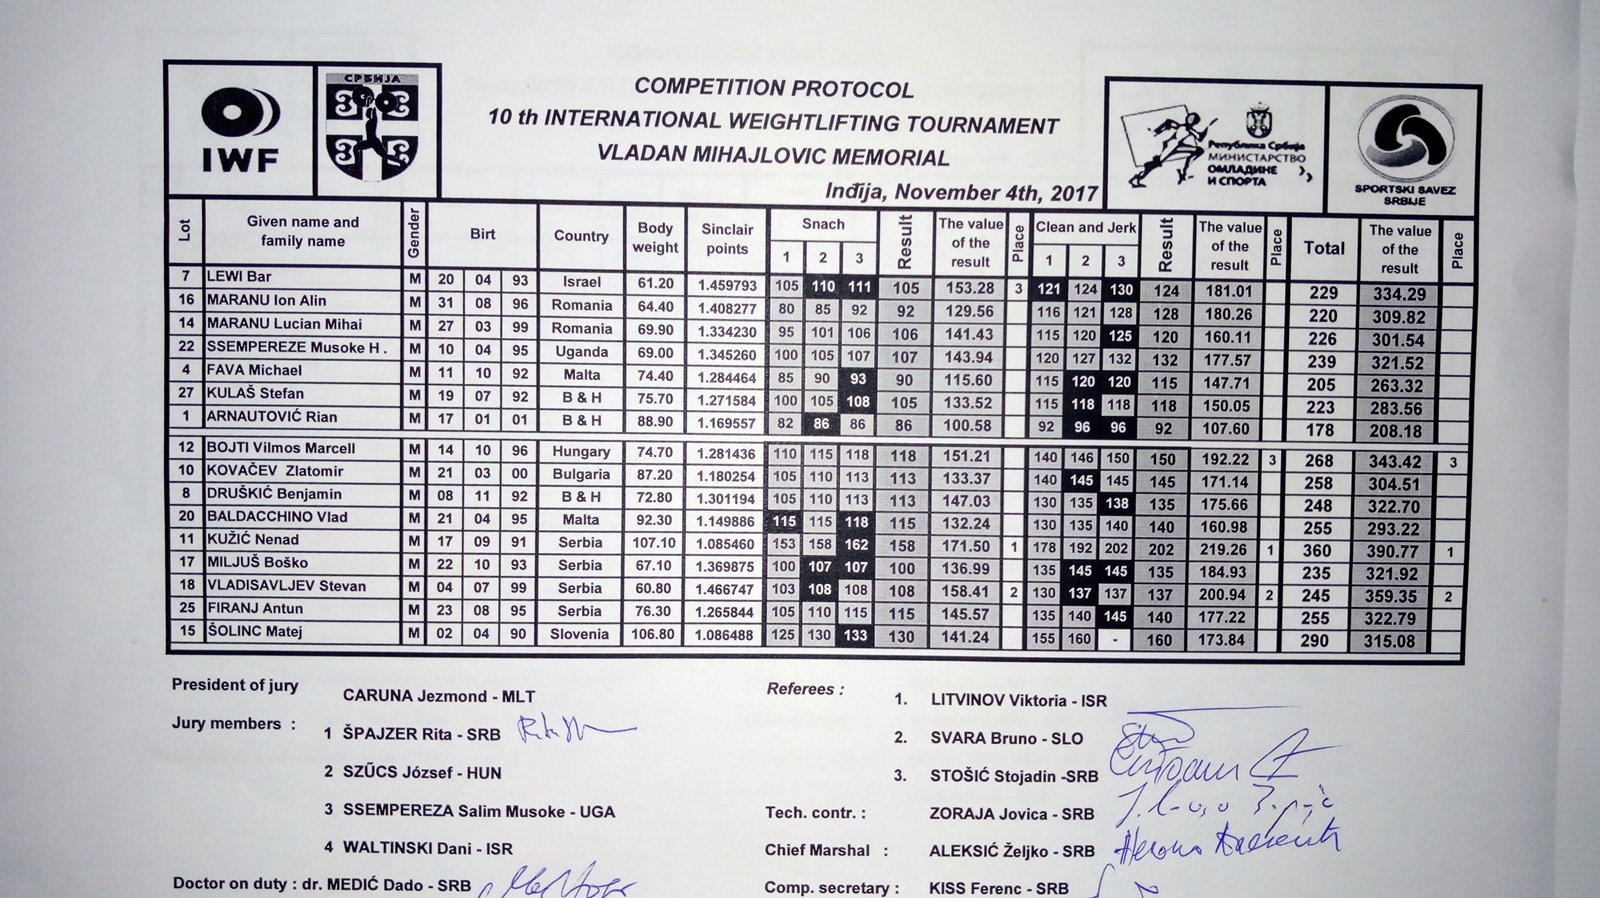 IWF
СРБИЈА
COMPETITION PROTOCOL
10 th INTERNATIONAL WEIGHTLIFTING TOURNAMENT
VLADAN MIHAJLOVIC MEMORIAL
Inđija, November 4th, 2017
Република Србија
МИНИСТАРСТВО
ОМЛАДИНЕ
И СПОРТА
SPORTSKI SAVEZ
SRBIJE
Lot Given name and family name Gender Birt Country Body weight Sinclair points Snach 1 2 3 Result The value of the result Place Clean and Jerk 1 2 3 Result The value of the result Place Total The value of the result Place
7 LEWI Bar M 20 04 93 Israel 61.20 1.459793 105 110 111 105 153.28 3 121 124 130 124 181.01 229 334.29
16 MARANU Ion Alin M 31 08 96 Romania 64.40 1.408277 80 85 92 92 129.56 116 121 128 128 180.26 220 309.82
14 MARANU Lucian Mihai M 27 03 99 Romania 69.90 1.334230 95 101 106 106 141.43 115 120 125 120 160.11 226 301.54
22 SSEMPEREZE Musoke H . M 10 04 95 Uganda 69.00 1.345260 100 105 107 107 143.94 120 127 132 132 177.57 239 321.52
4 FAVA Michael M 11 10 92 Malta 74.40 1.284464 85 90 93 90 115.60 115 120 120 115 147.71 205 263.32
27 KULAŠ Stefan M 19 07 92 B & H 75.70 1.271584 100 105 108 105 133.52 115 118 118 118 150.05 223 283.56
1 ARNAUTOVIĆ Rian M 17 01 01 B & H 88.90 1.169557 82 86 86 86 100.58 92 96 96 92 107.60 178 208.18
12 BOJTI Vilmos Marcell M 14 10 96 Hungary 74.70 1.281436 110 115 118 118 151.21 140 146 150 150 192.22 3 268 343.42 3
10 KOVAČEV Zlatomir M 21 03 00 Bulgaria 87.20 1.180254 105 110 113 113 133.37 140 145 145 145 171.14 258 304.51
8 DRUŠKIĆ Benjamin M 08 11 92 B & H 72.80 1.301194 105 110 113 113 147.03 130 135 138 135 175.66 248 322.70
20 BALDACCHINO Vlad M 21 04 95 Malta 92.30 1.149886 115 115 118 115 132.24 130 135 140 140 160.98 255 293.22
11 KUŽIĆ Nenad M 17 09 91 Serbia 107.10 1.085460 153 158 162 158 171.50 1 178 192 202 202 219.26 1 360 390.77 1
17 MILJUŠ Boško M 22 10 93 Serbia 67.10 1.369875 100 107 107 100 136.99 135 145 145 135 184.93 235 321.92
18 VLADISAVLJEV Stevan M 04 07 99 Serbia 60.80 1.466747 103 108 108 108 158.41 2 130 137 137 137 200.94 2 245 359.35 2
25 FIRANJ Antun M 23 08 95 Serbia 76.30 1.265844 105 110 115 115 145.57 135 140 145 140 177.22 255 322.79
15 ŠOLINC Matej M 02 04 90 Slovenia 106.80 1.086488 125 130 133 130 141.24 155 160 - 160 173.84 290 315.08
President of jury CARUNA Jezmond - MLT Referees : 1. LITVINOV Viktoria - ISR
Jury members : 1 ŠPAJZER Rita - SRB 2. SVARA Bruno - SLO
2 SZŰCS József - HUN 3. STOŠIĆ Stojadin -SRB
3 SSEMPEREZA Salim Musoke - UGA Tech. contr. : ZORAJA Jovica - SRB
4 WALTINSKI Dani - ISR Chief Marshal : ALEKSIĆ Željko - SRB
Doctor on duty : dr. MEDIĆ Dado - SRB Comp. secretary : KISS Ferenc - SRB